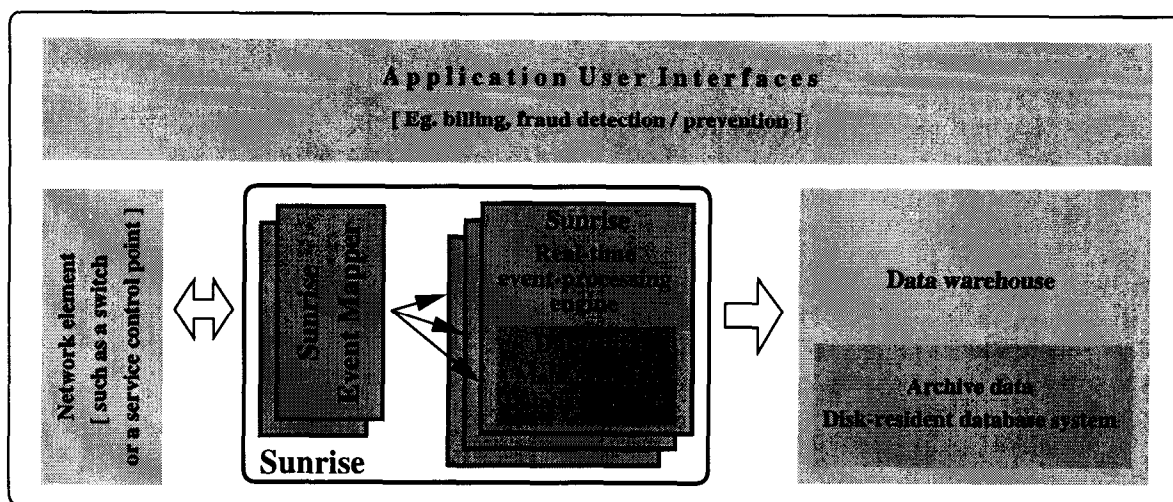 Application User Interfaces
[ Eg. billing, fraud detection / prevention ]
Network element
[ such as a switch
or a service control point ]
Sunrise
Event Mapper
Sunrise
Real-time
event-processing
engine
Sunrise
Data warehouse
Archive data
Disk-resident database system